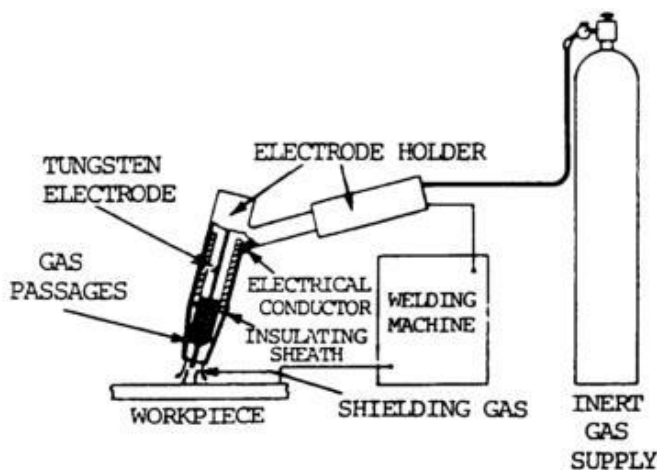 ELECTRODE HOLDER
TUNGSTEN
ELECTRODE
GAS
PASSAGES
ELECTRICAL
CONDUCTOR
INSULATING
SHEATH
WELDING
MACHINE
WORKPIECE
SHIELDING GAS
INERT
GAS
SUPPLY